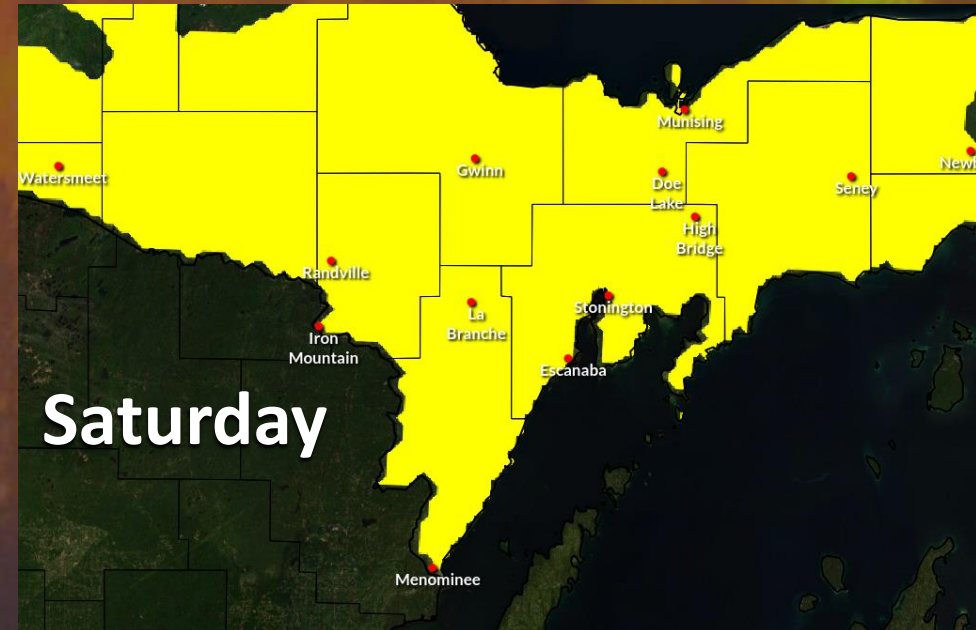 Munising
Gwinn
Watersmeet
Doe
Lake
Seney
High
Bridge
Randville
Stonington
La
Branche
Iron
Mountain
Escanaba
Saturday
Menominee